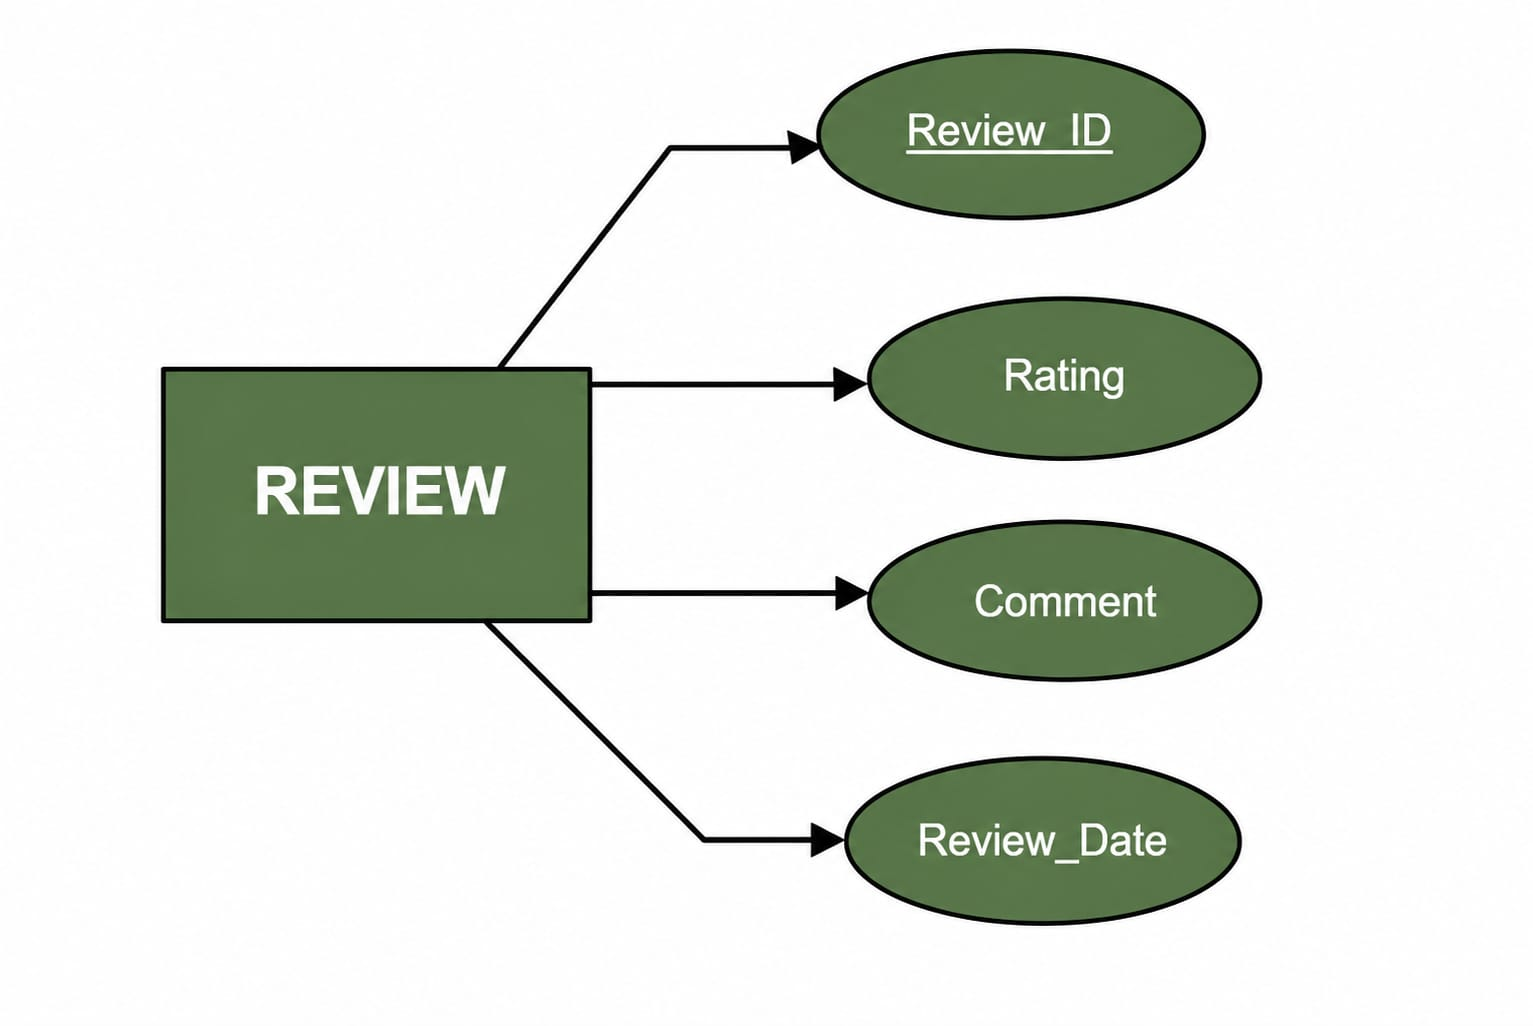 Review_ID
Rating
REVIEW
Comment
Review_Date